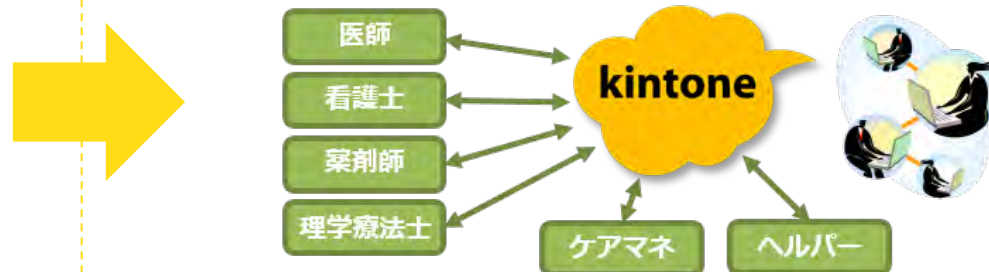 医師
kintone
看護士
薬剤師
理学療法士
ケアマネ
ヘルパー